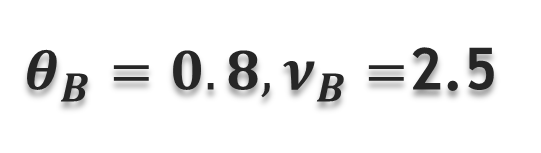 θ_B = 0.8, ν_B =2.5